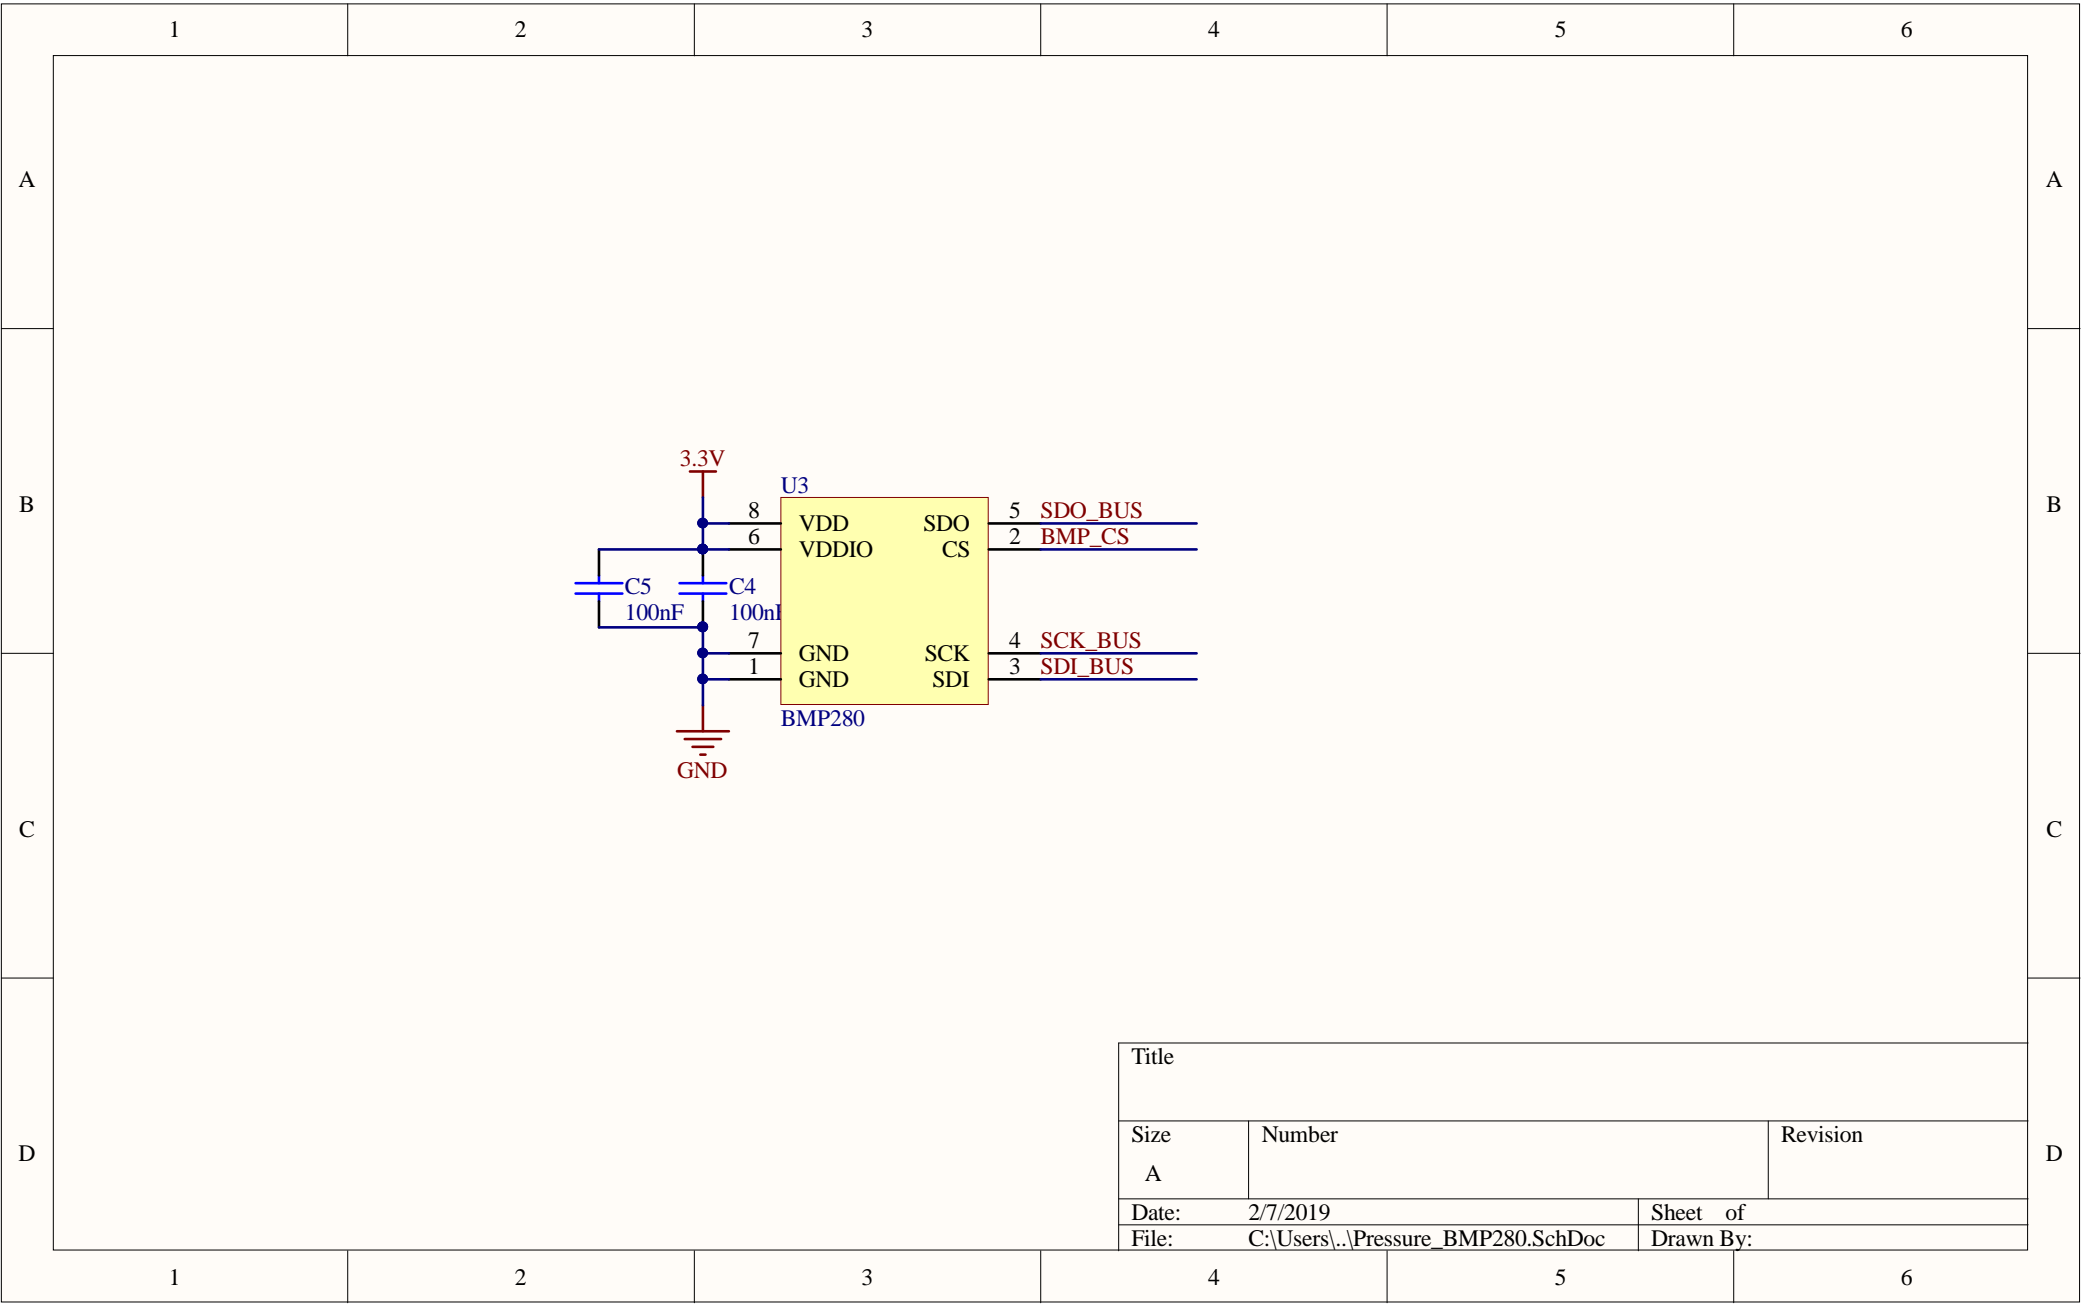 1 2 3 4 5 6
A A
3.3V
U3
B B
8 VDD SDO 5 SDO_BUS
6 VDDIO CS 2 BMP_CS
C5 C4
100nF 100n
7 GND SCK 4 SCK_BUS
1 GND SDI 3 SDI_BUS
BMP280
GND
C C
Title
Size Number Revision
D D
A
Date: 2/7/2019 Sheet of
File: C:\Users\..\Pressure_BMP280.SchDoc Drawn By:
1 2 3 4 5 6